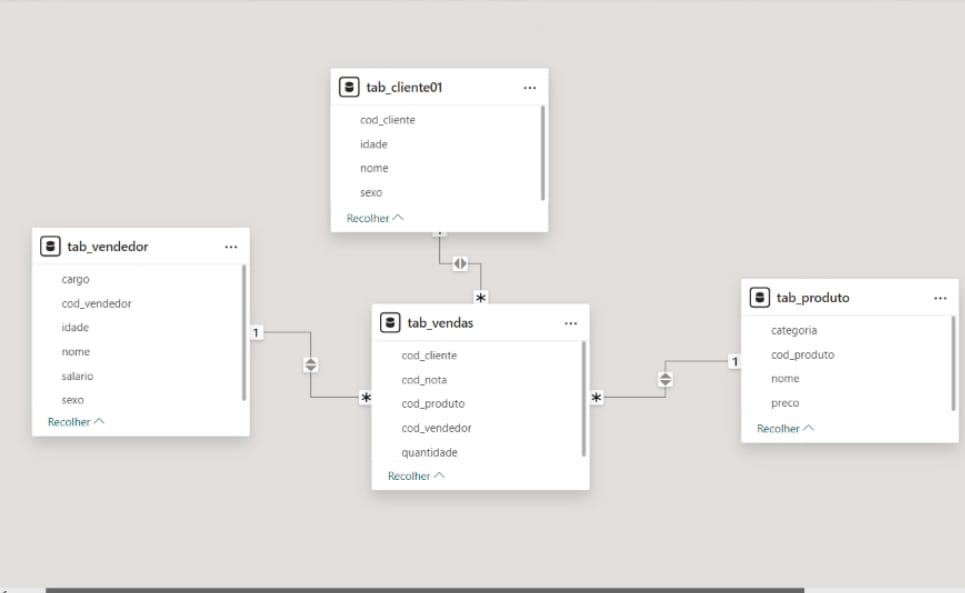 tab_cliente01
cod_cliente
idade
nome
sexo
Recolher
tab_vendedor
cargo
cod_vendedor
idade
nome
salario
sexo
Recolher
1
*
tab_vendas
cod_cliente
cod_nota
cod_produto
cod_vendedor
quantidade
Recolher
*
*
1
tab_produto
categoria
cod_produto
nome
preco
Recolher